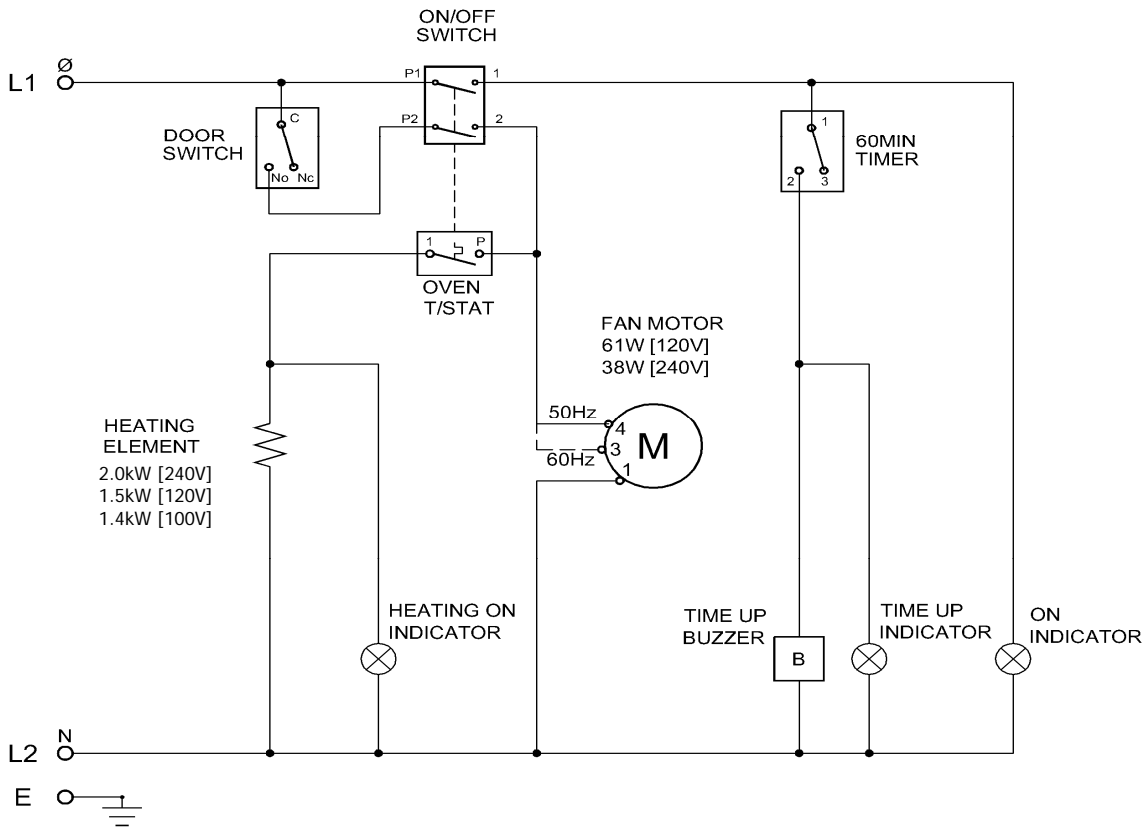 ON/OFF
SWITCH
L1
Ø
P1
1
P2
2
DOOR
SWITCH
C
No
Nc
60MIN
TIMER
1
2
3
1
P
OVEN
T/STAT
FAN MOTOR
61W [120V]
38W [240V]
50Hz
4
M
3
60Hz
1
HEATING
ELEMENT
2.0kW [240V]
1.5kW [120V]
1.4kW [100V]
HEATING ON
INDICATOR
TIME UP
BUZZER
B
TIME UP
INDICATOR
ON
INDICATOR
N
L2
E